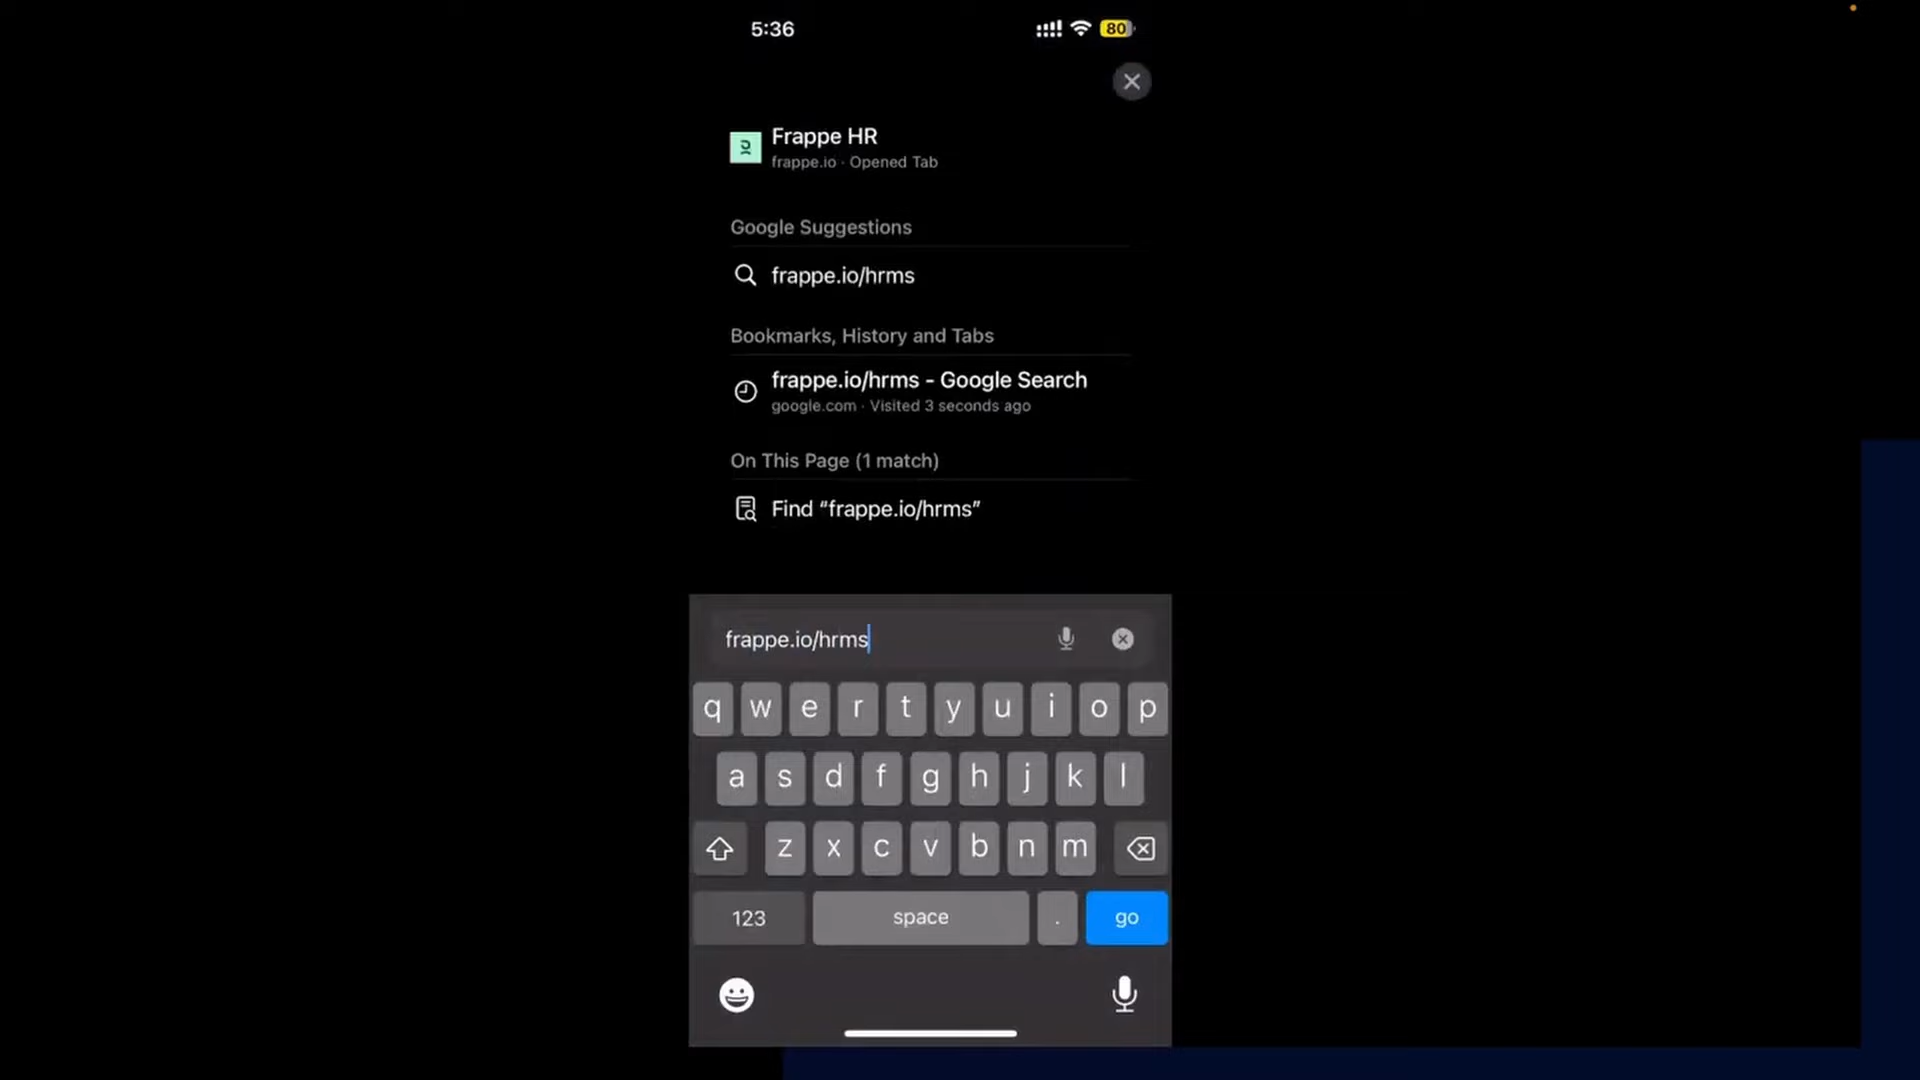 5:36
80
Frappe HR
frappe.io · Opened Tab
Google Suggestions
frappe.io/hrms
Bookmarks, History and Tabs
frappe.io/hrms - Google Search
google.com · Visited 3 seconds ago
On This Page (1 match)
Find “frappe.io/hrms”
frappe.io/hrms
q w e r t y u i o p
a s d f g h j k l
z x c v b n m
123 space . go